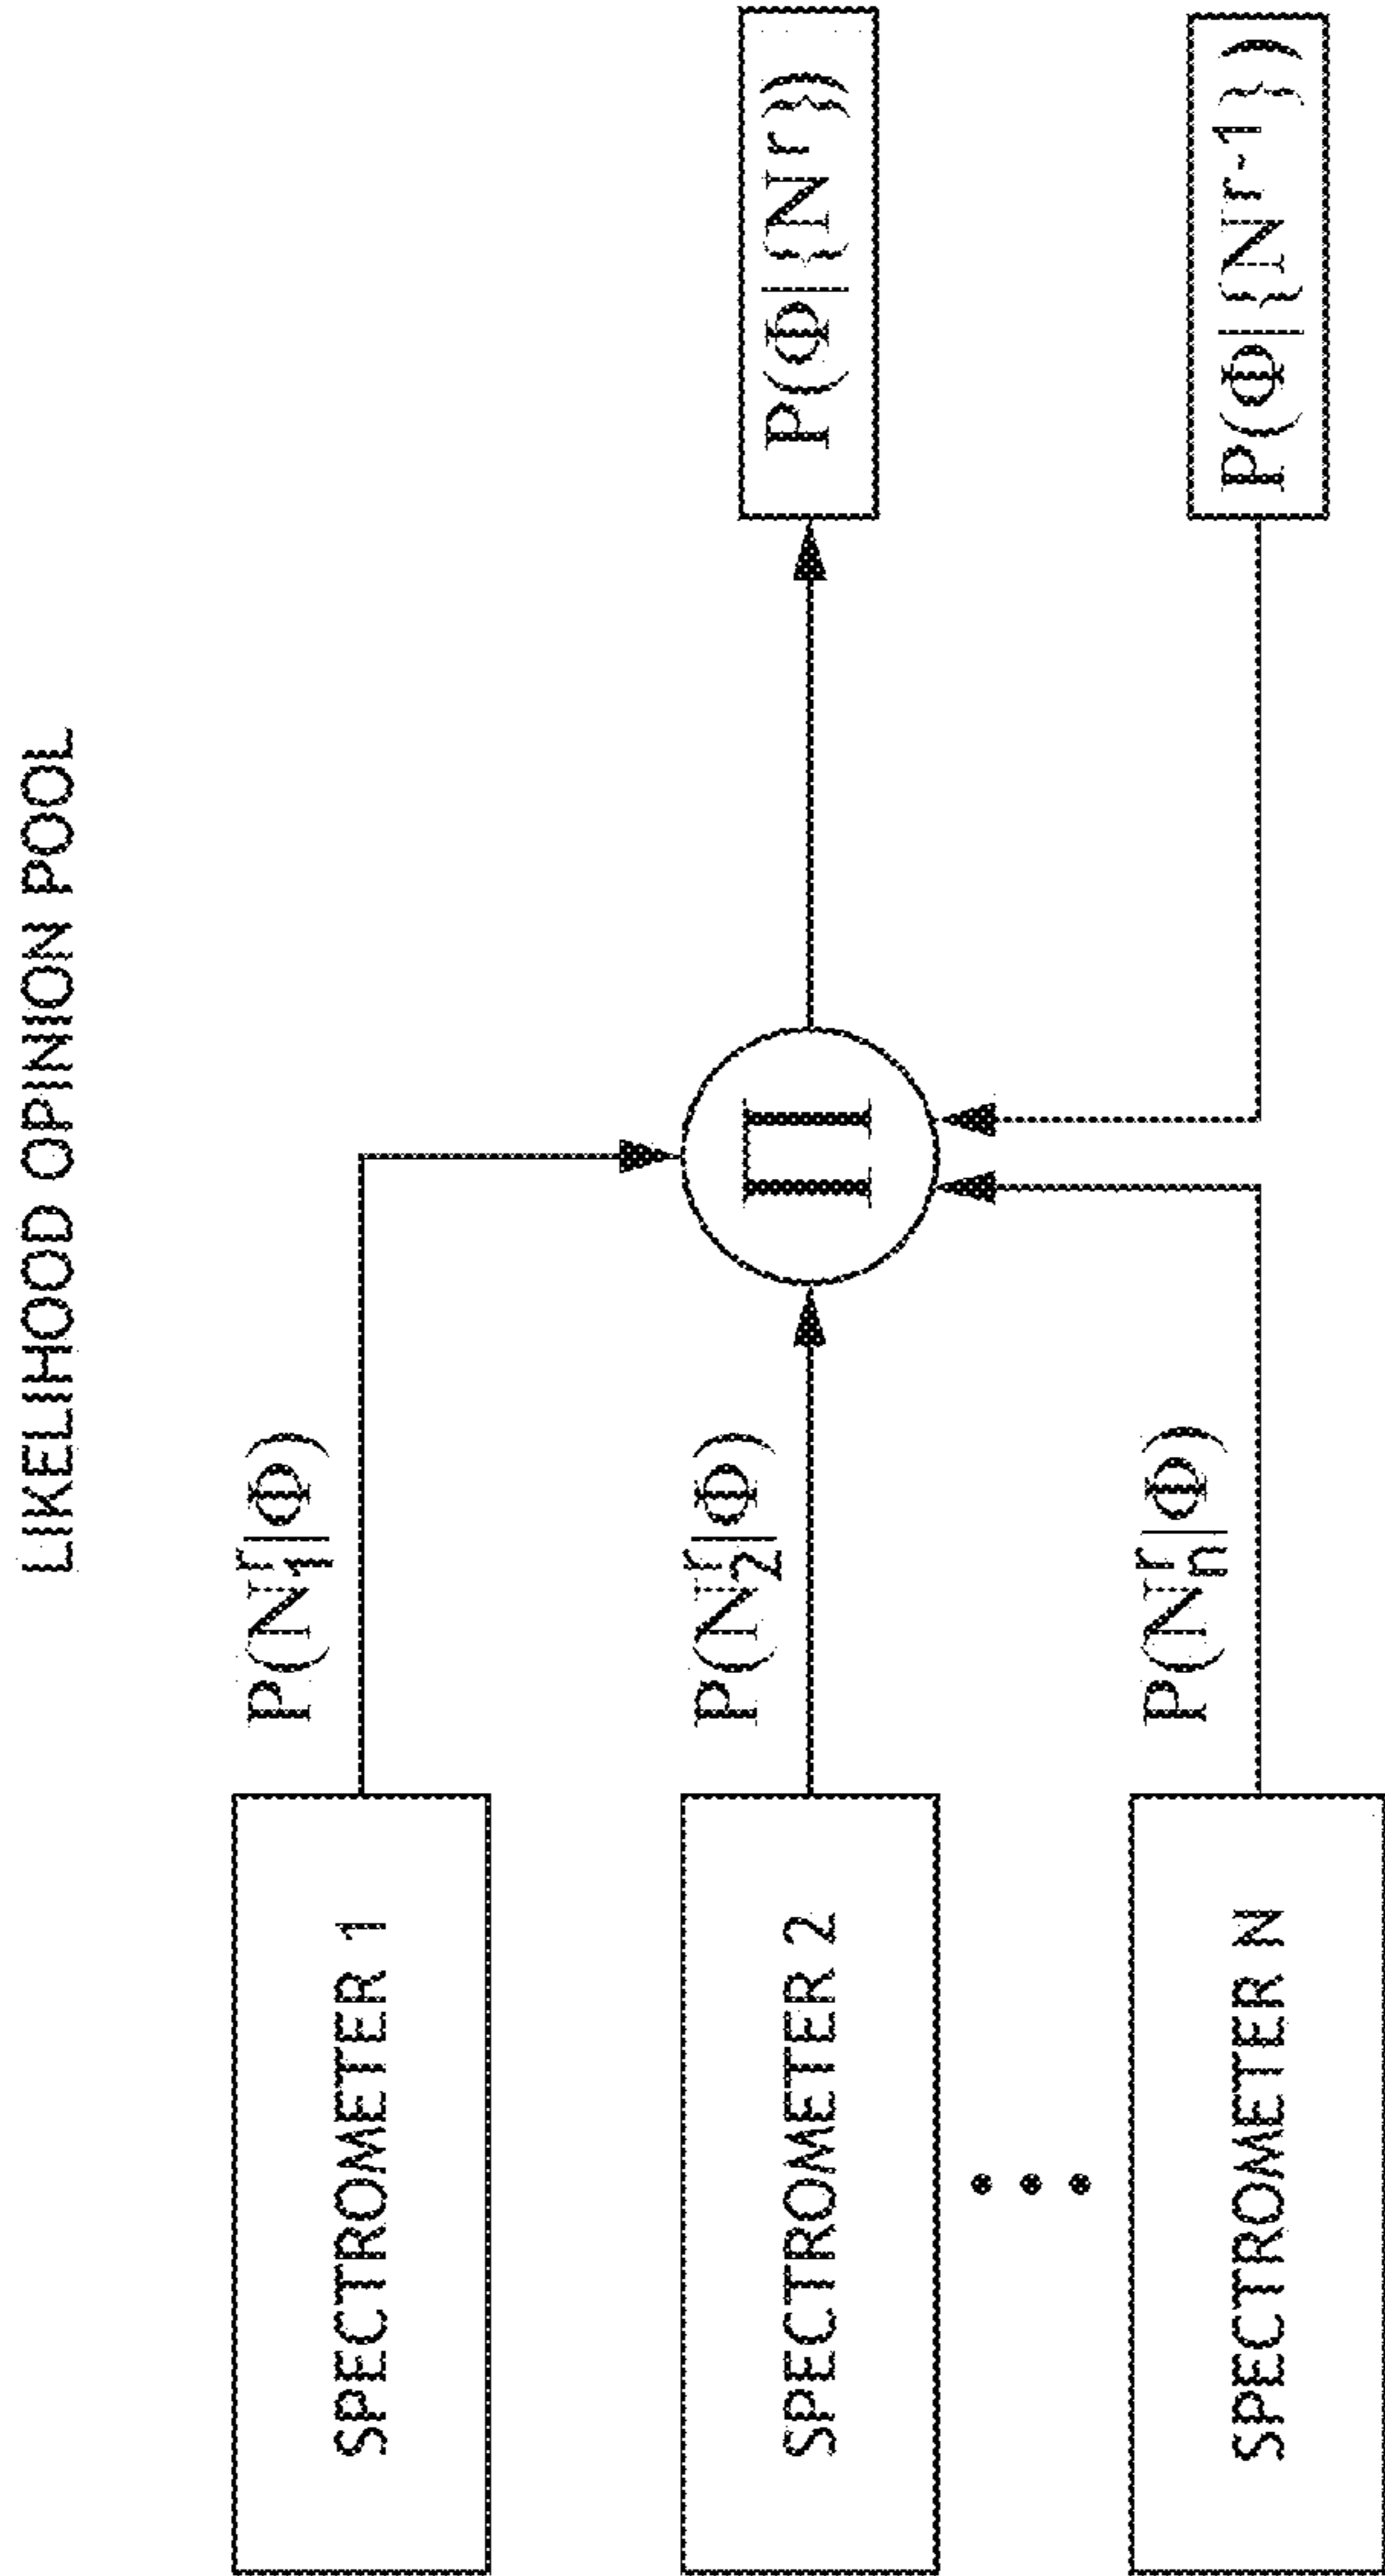 LIKELIHOOD OPINION POOL
SPECTROMETER 1
P(N₁ʳ|Φ)
SPECTROMETER 2
P(N₂ʳ|Φ)
∏
P(Φ|{Nʳ})
SPECTROMETER N
P(Nₙʳ|Φ)
P(Φ|{Nʳ⁻¹})